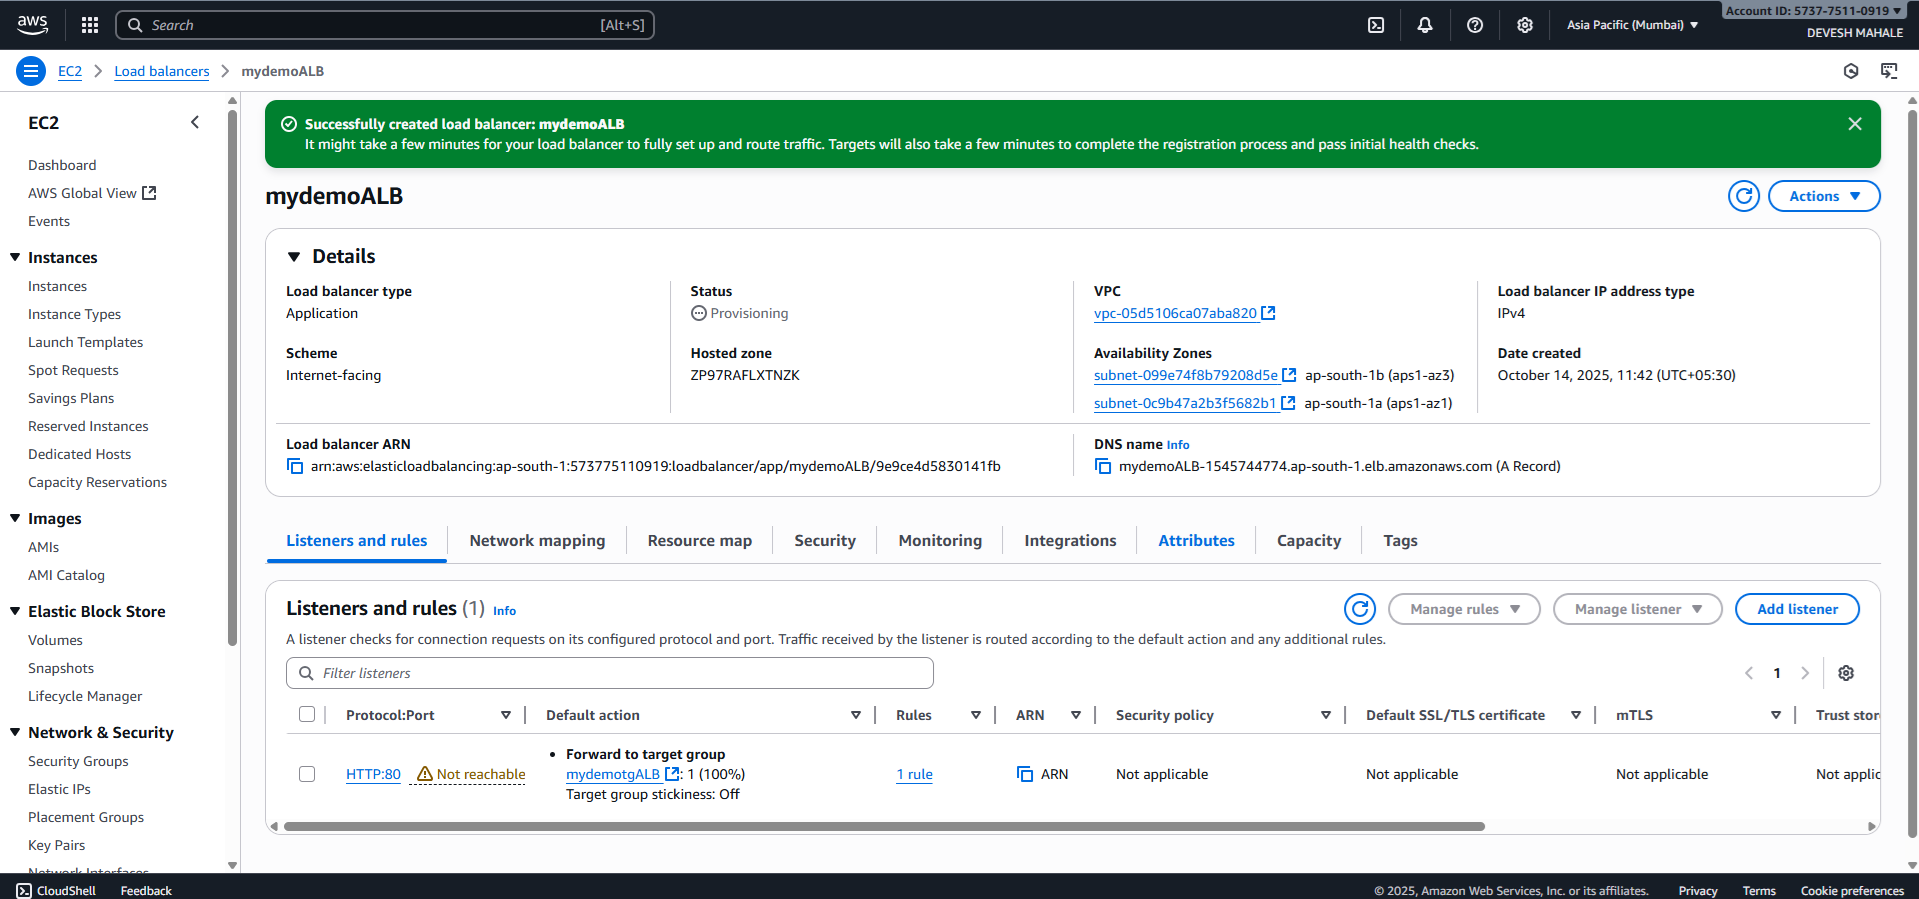 aws
Search [Alt+S]
Asia Pacific (Mumbai)
Account ID: 5737-7511-0919
DEVESH MAHALE
EC2 Load balancers mydemoALB
EC2
Dashboard
AWS Global View
Events
Instances
Instances
Instance Types
Launch Templates
Spot Requests
Savings Plans
Reserved Instances
Dedicated Hosts
Capacity Reservations
Images
AMIs
AMI Catalog
Elastic Block Store
Volumes
Snapshots
Lifecycle Manager
Network & Security
Security Groups
Elastic IPs
Placement Groups
Key Pairs
Network Interfaces
Successfully created load balancer: mydemoALB
It might take a few minutes for your load balancer to fully set up and route traffic. Targets will also take a few minutes to complete the registration process and pass initial health checks.
mydemoALB
Actions
Details
Load balancer type
Application
Status
Provisioning
VPC
vpc-05d5106ca07aba820
Load balancer IP address type
IPv4
Scheme
Internet-facing
Hosted zone
ZP97RAFLXTNZK
Availability Zones
subnet-099e74f8b79208d5e ap-south-1b (aps1-az3)
subnet-0c9b47a2b3f5682b1 ap-south-1a (aps1-az1)
Date created
October 14, 2025, 11:42 (UTC+05:30)
Load balancer ARN
arn:aws:elasticloadbalancing:ap-south-1:573775110919:loadbalancer/app/mydemoALB/9e9ce4d5830141fb
DNS name Info
mydemoALB-1545744774.ap-south-1.elb.amazonaws.com (A Record)
Listeners and rules Network mapping Resource map Security Monitoring Integrations Attributes Capacity Tags
Listeners and rules (1) Info
Manage rules Manage listener Add listener
A listener checks for connection requests on its configured protocol and port. Traffic received by the listener is routed according to the default action and any additional rules.
Filter listeners
1
Protocol:Port Default action Rules ARN Security policy Default SSL/TLS certificate mTLS Trust stor
HTTP:80 Not reachable
Forward to target group
mydemotgALB : 1 (100%)
Target group stickiness: Off
1 rule ARN Not applicable Not applicable Not applicable Not applic
CloudShell Feedback
© 2025, Amazon Web Services, Inc. or its affiliates. Privacy Terms Cookie preferences